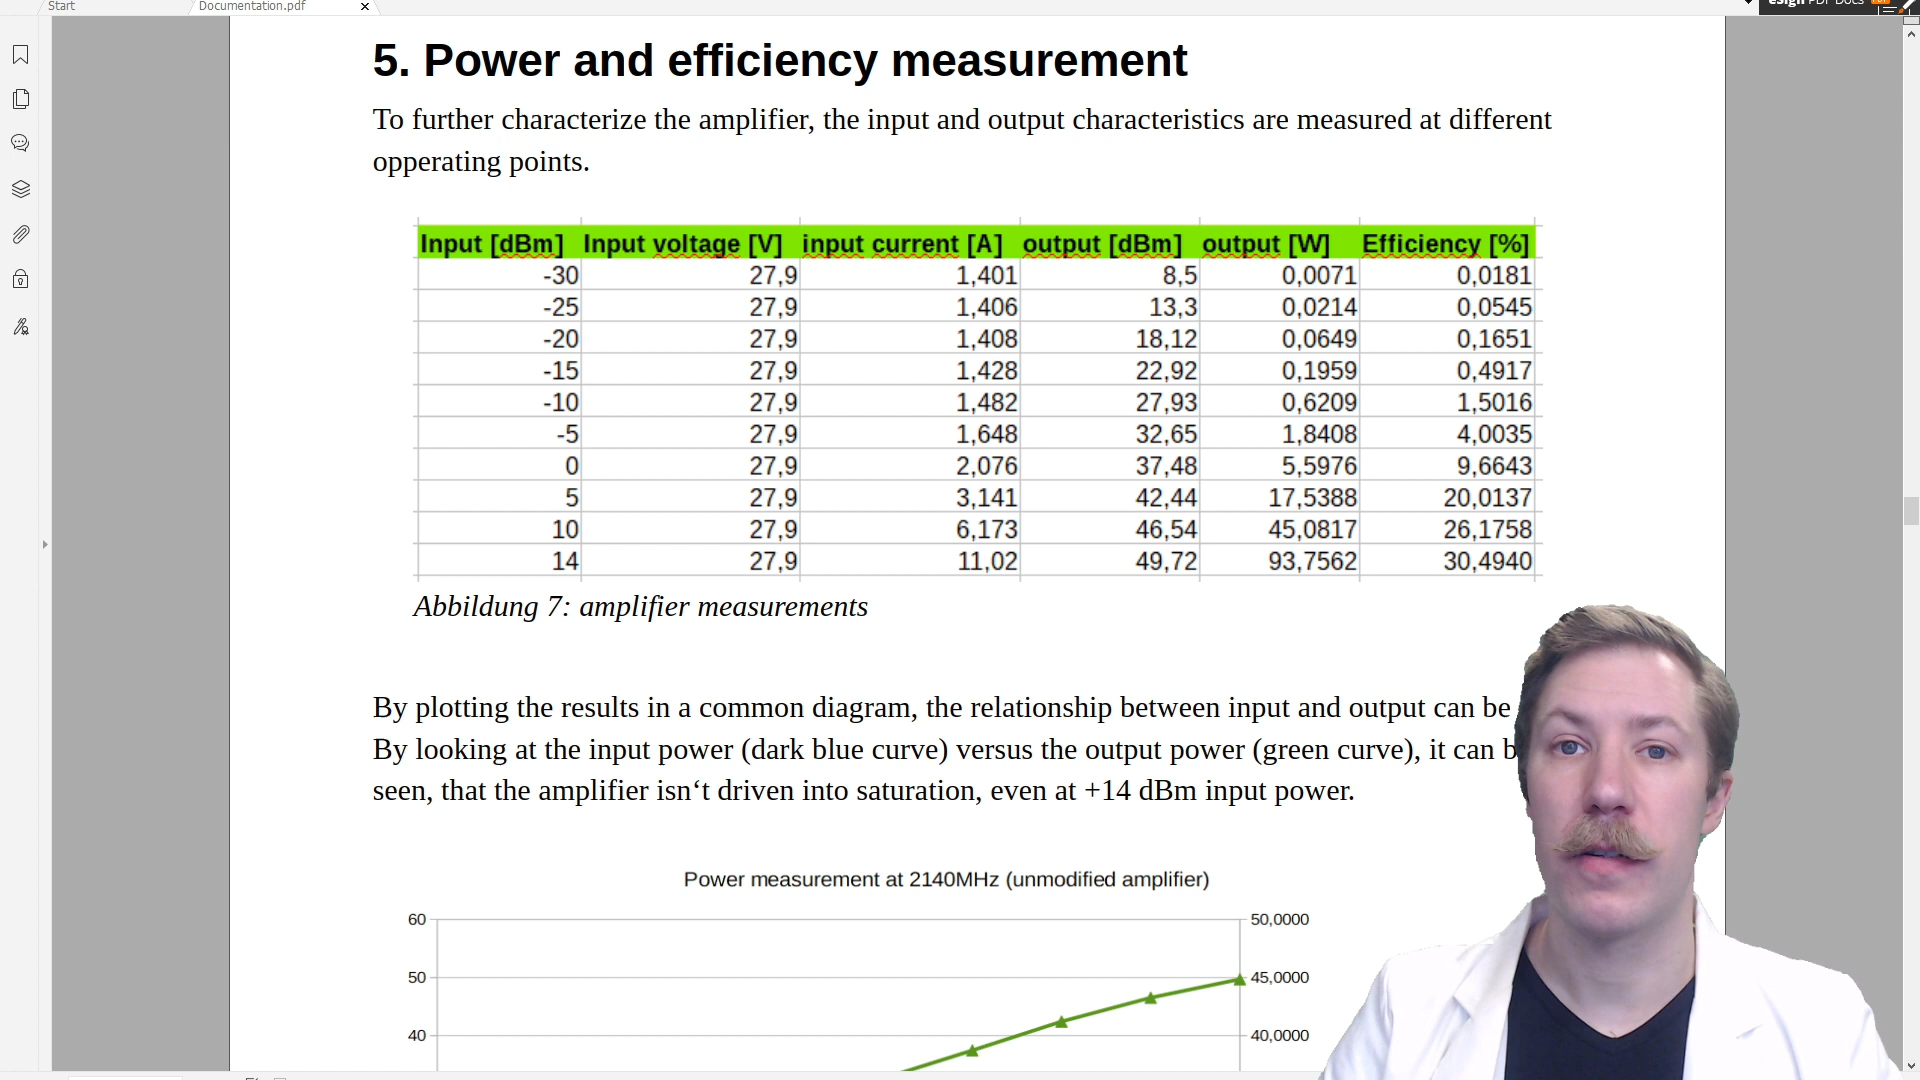 Start
Documentation.pdf
eSign PDF Docs
5. Power and efficiency measurement
To further characterize the amplifier, the input and output characteristics are measured at different
opperating points.
Input [dBm] Input voltage [V] input current [A] output [dBm] output [W] Efficiency [%]
-30 27,9 1,401 8,5 0,0071 0,0181
-25 27,9 1,406 13,3 0,0214 0,0545
-20 27,9 1,408 18,12 0,0649 0,1651
-15 27,9 1,428 22,92 0,1959 0,4917
-10 27,9 1,482 27,93 0,6209 1,5016
-5 27,9 1,648 32,65 1,8408 4,0035
0 27,9 2,076 37,48 5,5976 9,6643
5 27,9 3,141 42,44 17,5388 20,0137
10 27,9 6,173 46,54 45,0817 26,1758
14 27,9 11,02 49,72 93,7562 30,4940
Abbildung 7: amplifier measurements
By plotting the results in a common diagram, the relationship between input and output can be
By looking at the input power (dark blue curve) versus the output power (green curve), it can b
seen, that the amplifier isn‘t driven into saturation, even at +14 dBm input power.
Power measurement at 2140MHz (unmodified amplifier)
60 50,0000
50 45,0000
40 40,0000